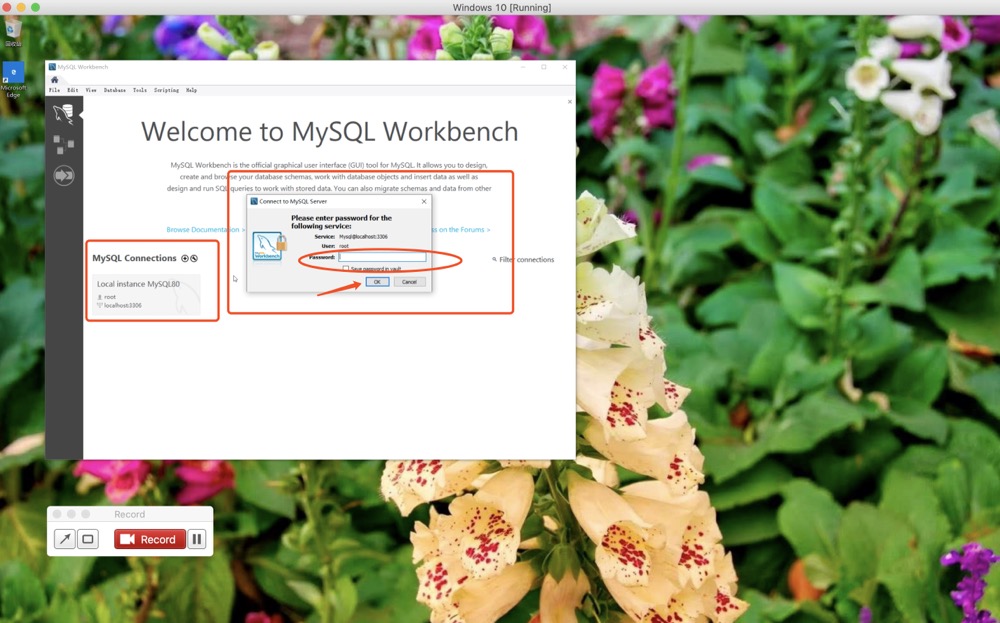 Windows 10 [Running]
回收站
Microsoft
Edge
MySQL Workbench
File Edit View Database Tools Scripting Help
Welcome to MySQL Workbench
MySQL Workbench is the official graphical user interface (GUI) tool for MySQL. It allows you to design,
create and browse your database schemas, work with database objects and insert data as well as
design and run SQL queries to work with stored data. You can also migrate schemas and data from other
Browse Documentation >
on the Forums >
Connect to MySQL Server
Please enter password for the
following service:
Service: Mysql@localhost:3306
User: root
Password:
Save password in vault
OK Cancel
Workbench
MySQL Connections
Filter connections
Local instance MySQL80
root
localhost:3306
Record
Record